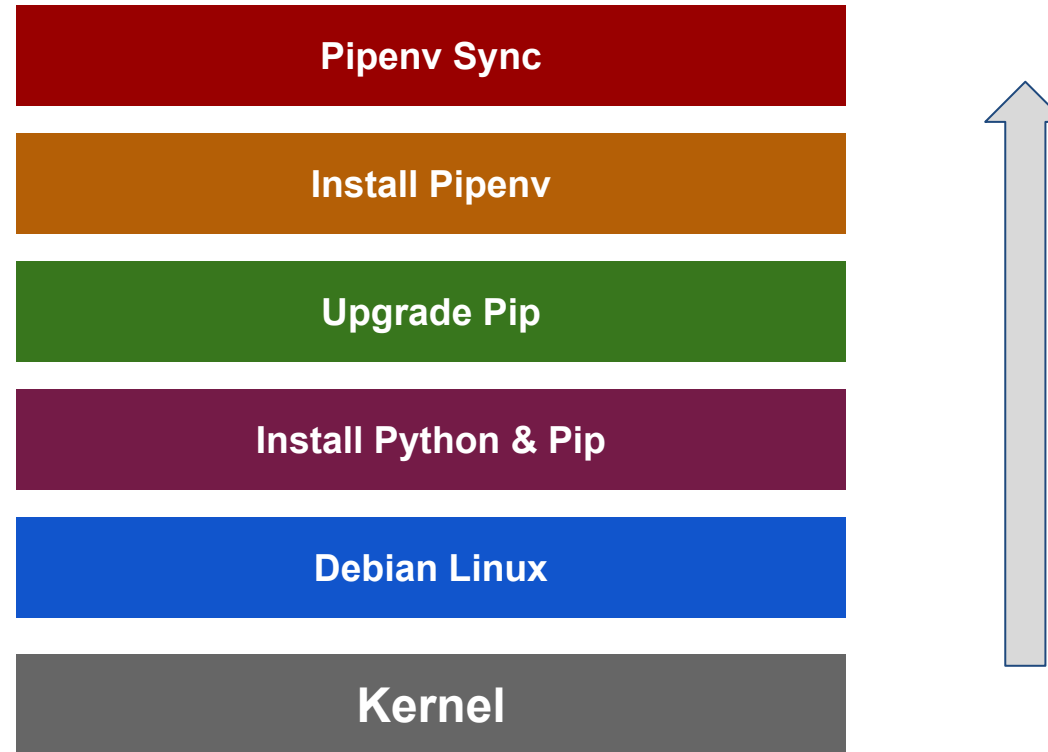 Pipenv Sync
Install Pipenv
Upgrade Pip
Install Python & Pip
Debian Linux
Kernel